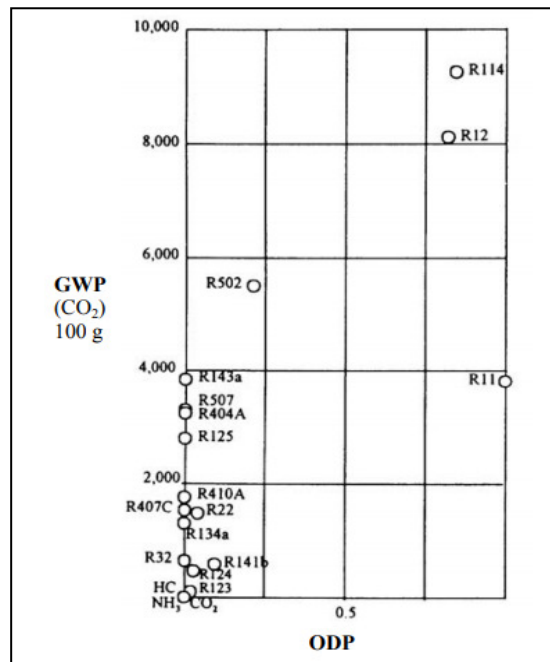 10,000
R114
R12
8,000
6,000
GWP
(CO₂)
100 g
R502
4,000
R143a
R11
R507
R404A
R125
2,000
R410A
R407C
R22
R134a
R32
R141b
R124
HC
R123
NH₃ CO₂
0.5
ODP